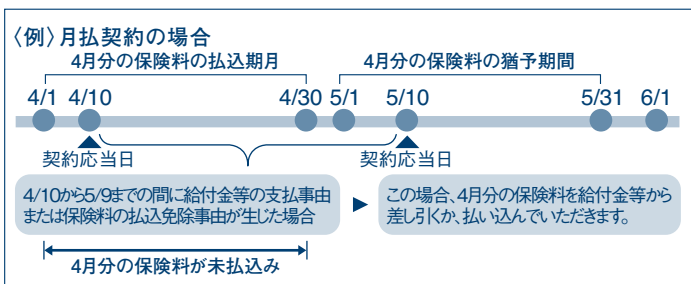 〈例〉月払契約の場合
4月分の保険料の払込期月
4月分の保険料の猶予期間
4/1 4/10 4/30 5/1 5/10 5/31 6/1
契約応当日
契約応当日
4/10から5/9までの間に給付金等の支払事由
または保険料の払込免除事由が生じた場合
この場合、4月分の保険料を給付金等から
差し引くか、払い込んでいただきます。
4月分の保険料が未払込み